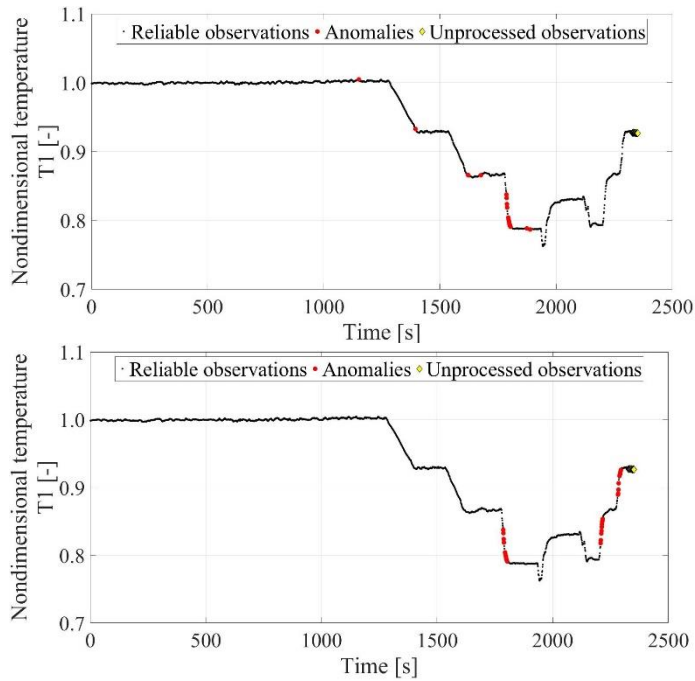 1.1
Reliable observations Anomalies Unprocessed observations
1.0
0.9
0.8
0.7
0 500 1000 1500 2000 2500
Time [s]
Nondimensional temperature
T1 [-]
1.1
Reliable observations Anomalies Unprocessed observations
1.0
0.9
0.8
0.7
0 500 1000 1500 2000 2500
Time [s]
Nondimensional temperature
T1 [-]